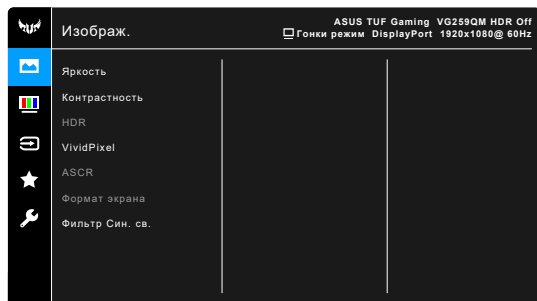 Изображ.
ASUS TUF Gaming VG259QM HDR Off
Гонки режим DisplayPort 1920x1080@ 60Hz
Яркость
Контрастность
HDR
VividPixel
ASCR
Формат экрана
Фильтр Син. св.